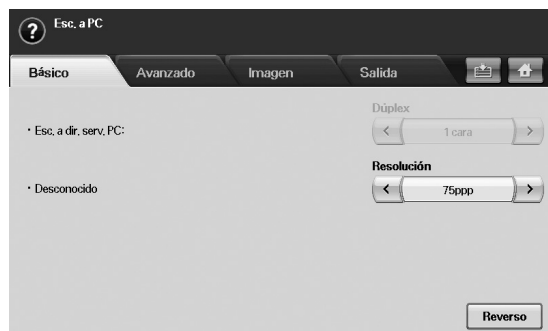 ?
Esc. a PC
Básico
Avanzado
Imagen
Salida
Dúplex
• Esc. a dir. serv. PC:
< 1 cara >
Resolución
• Desconocido
< 75ppp >
Reverso